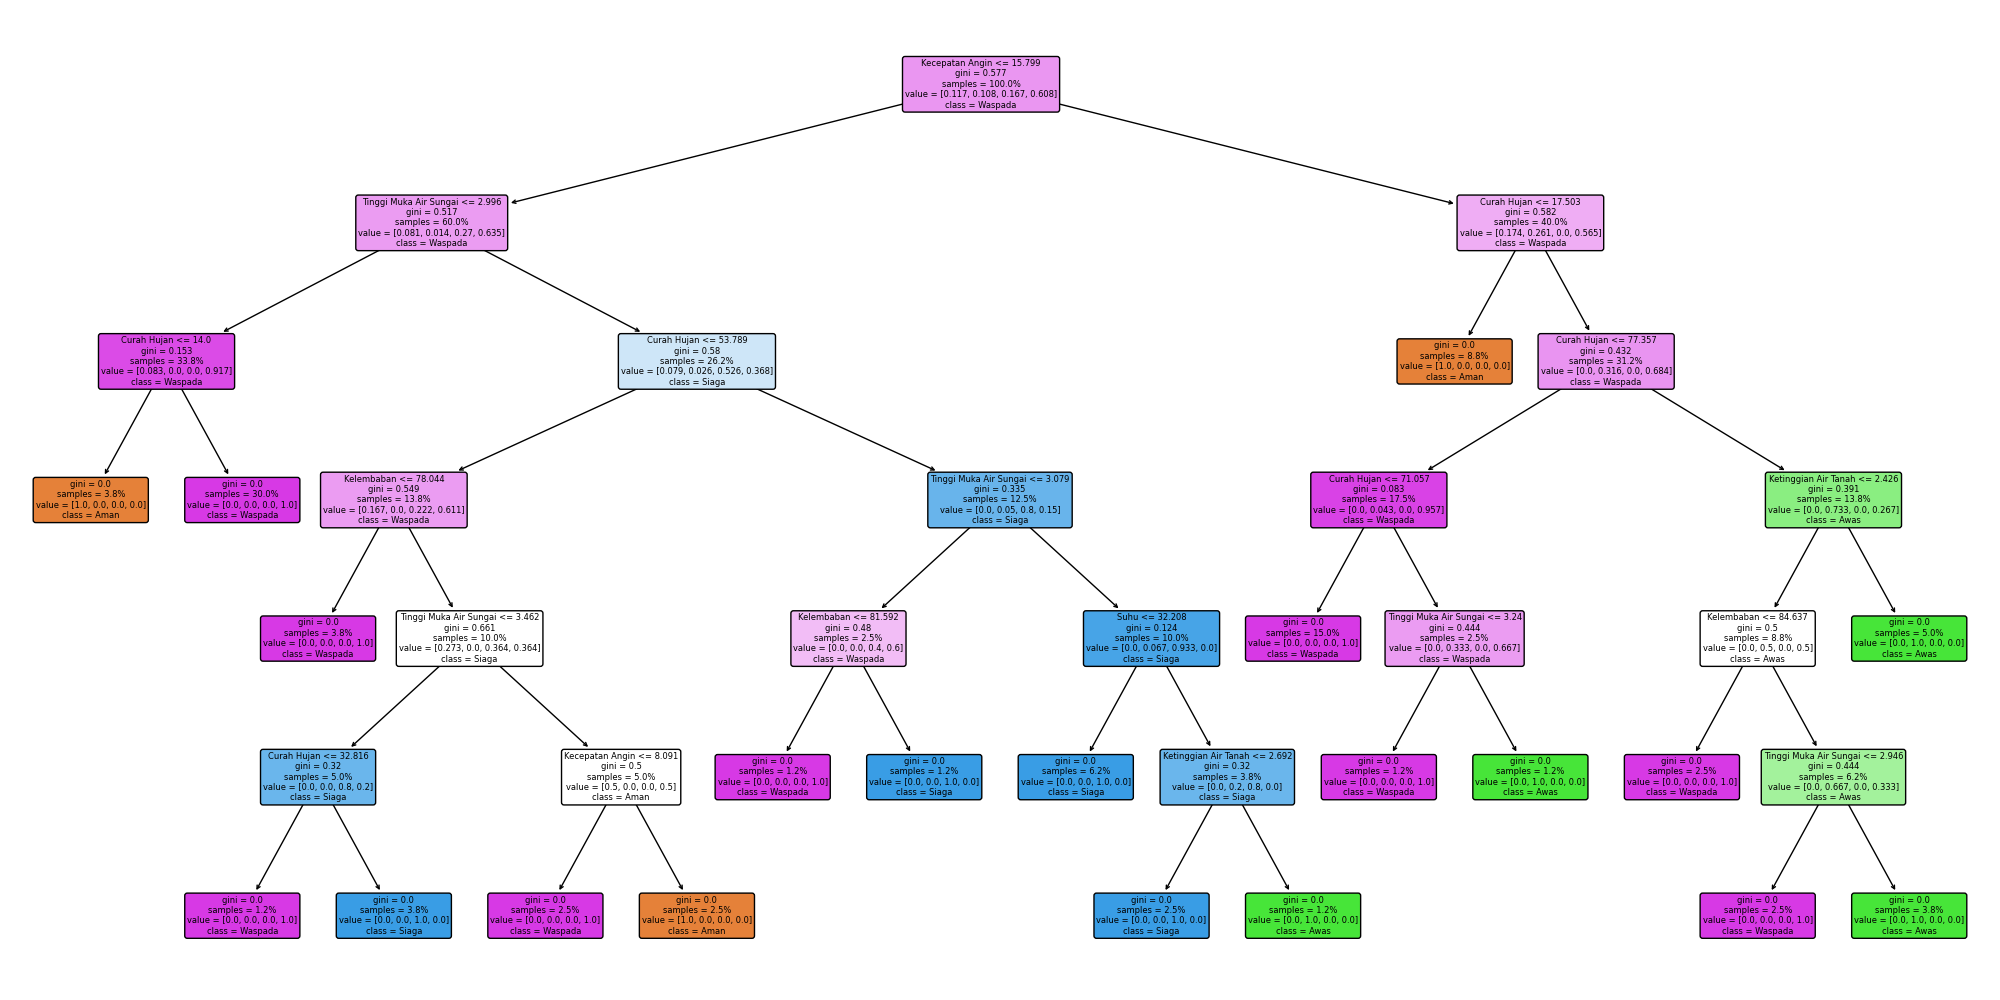 Kecepatan Angin <= 15.799
gini = 0.577
samples = 100.0%
value = [0.117, 0.108, 0.167, 0.608]
class = Waspada
Tinggi Muka Air Sungai <= 2.996
gini = 0.517
samples = 60.0%
value = [0.081, 0.014, 0.27, 0.635]
class = Waspada
Curah Hujan <= 17.503
gini = 0.582
samples = 40.0%
value = [0.174, 0.261, 0.0, 0.565]
class = Waspada
Curah Hujan <= 14.0
gini = 0.153
samples = 33.8%
value = [0.083, 0.0, 0.0, 0.917]
class = Waspada
Curah Hujan <= 53.789
gini = 0.58
samples = 26.2%
value = [0.079, 0.026, 0.526, 0.368]
class = Siaga
gini = 0.0
samples = 8.8%
value = [1.0, 0.0, 0.0, 0.0]
class = Aman
Curah Hujan <= 77.357
gini = 0.432
samples = 31.2%
value = [0.0, 0.316, 0.0, 0.684]
class = Waspada
gini = 0.0
samples = 3.8%
value = [1.0, 0.0, 0.0, 0.0]
class = Aman
gini = 0.0
samples = 30.0%
value = [0.0, 0.0, 0.0, 1.0]
class = Waspada
Kelembaban <= 78.044
gini = 0.549
samples = 13.8%
value = [0.167, 0.0, 0.222, 0.611]
class = Waspada
Tinggi Muka Air Sungai <= 3.079
gini = 0.335
samples = 12.5%
value = [0.0, 0.05, 0.8, 0.15]
class = Siaga
Curah Hujan <= 71.057
gini = 0.083
samples = 17.5%
value = [0.0, 0.043, 0.0, 0.957]
class = Waspada
Ketinggian Air Tanah <= 2.426
gini = 0.391
samples = 13.8%
value = [0.0, 0.733, 0.0, 0.267]
class = Awas
gini = 0.0
samples = 3.8%
value = [0.0, 0.0, 0.0, 1.0]
class = Waspada
Tinggi Muka Air Sungai <= 3.462
gini = 0.661
samples = 10.0%
value = [0.273, 0.0, 0.364, 0.364]
class = Siaga
Kelembaban <= 81.592
gini = 0.48
samples = 2.5%
value = [0.0, 0.0, 0.4, 0.6]
class = Waspada
Suhu <= 32.208
gini = 0.124
samples = 10.0%
value = [0.0, 0.067, 0.933, 0.0]
class = Siaga
gini = 0.0
samples = 15.0%
value = [0.0, 0.0, 0.0, 1.0]
class = Waspada
Tinggi Muka Air Sungai <= 3.24
gini = 0.444
samples = 2.5%
value = [0.0, 0.333, 0.0, 0.667]
class = Waspada
Kelembaban <= 84.637
gini = 0.5
samples = 8.8%
value = [0.0, 0.5, 0.0, 0.5]
class = Awas
gini = 0.0
samples = 5.0%
value = [0.0, 1.0, 0.0, 0.0]
class = Awas
Curah Hujan <= 32.816
gini = 0.32
samples = 5.0%
value = [0.0, 0.0, 0.8, 0.2]
class = Siaga
Kecepatan Angin <= 8.091
gini = 0.5
samples = 5.0%
value = [0.5, 0.0, 0.0, 0.5]
class = Aman
gini = 0.0
samples = 1.2%
value = [0.0, 0.0, 0.0, 1.0]
class = Waspada
gini = 0.0
samples = 1.2%
value = [0.0, 0.0, 1.0, 0.0]
class = Siaga
gini = 0.0
samples = 6.2%
value = [0.0, 0.0, 1.0, 0.0]
class = Siaga
Ketinggian Air Tanah <= 2.692
gini = 0.32
samples = 3.8%
value = [0.0, 0.2, 0.8, 0.0]
class = Siaga
gini = 0.0
samples = 1.2%
value = [0.0, 0.0, 0.0, 1.0]
class = Waspada
gini = 0.0
samples = 1.2%
value = [0.0, 1.0, 0.0, 0.0]
class = Awas
gini = 0.0
samples = 2.5%
value = [0.0, 0.0, 0.0, 1.0]
class = Waspada
Tinggi Muka Air Sungai <= 2.946
gini = 0.444
samples = 6.2%
value = [0.0, 0.667, 0.0, 0.333]
class = Awas
gini = 0.0
samples = 1.2%
value = [0.0, 0.0, 0.0, 1.0]
class = Waspada
gini = 0.0
samples = 3.8%
value = [0.0, 0.0, 1.0, 0.0]
class = Siaga
gini = 0.0
samples = 2.5%
value = [0.0, 0.0, 0.0, 1.0]
class = Waspada
gini = 0.0
samples = 2.5%
value = [1.0, 0.0, 0.0, 0.0]
class = Aman
gini = 0.0
samples = 2.5%
value = [0.0, 0.0, 1.0, 0.0]
class = Siaga
gini = 0.0
samples = 1.2%
value = [0.0, 1.0, 0.0, 0.0]
class = Awas
gini = 0.0
samples = 2.5%
value = [0.0, 0.0, 0.0, 1.0]
class = Waspada
gini = 0.0
samples = 3.8%
value = [0.0, 1.0, 0.0, 0.0]
class = Awas